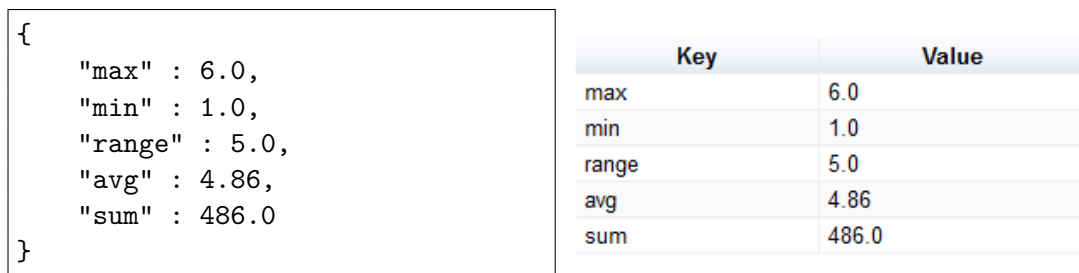 {
    "max" : 6.0,
    "min" : 1.0,
    "range" : 5.0,
    "avg" : 4.86,
    "sum" : 486.0
}
Key Value
max 6.0
min 1.0
range 5.0
avg 4.86
sum 486.0